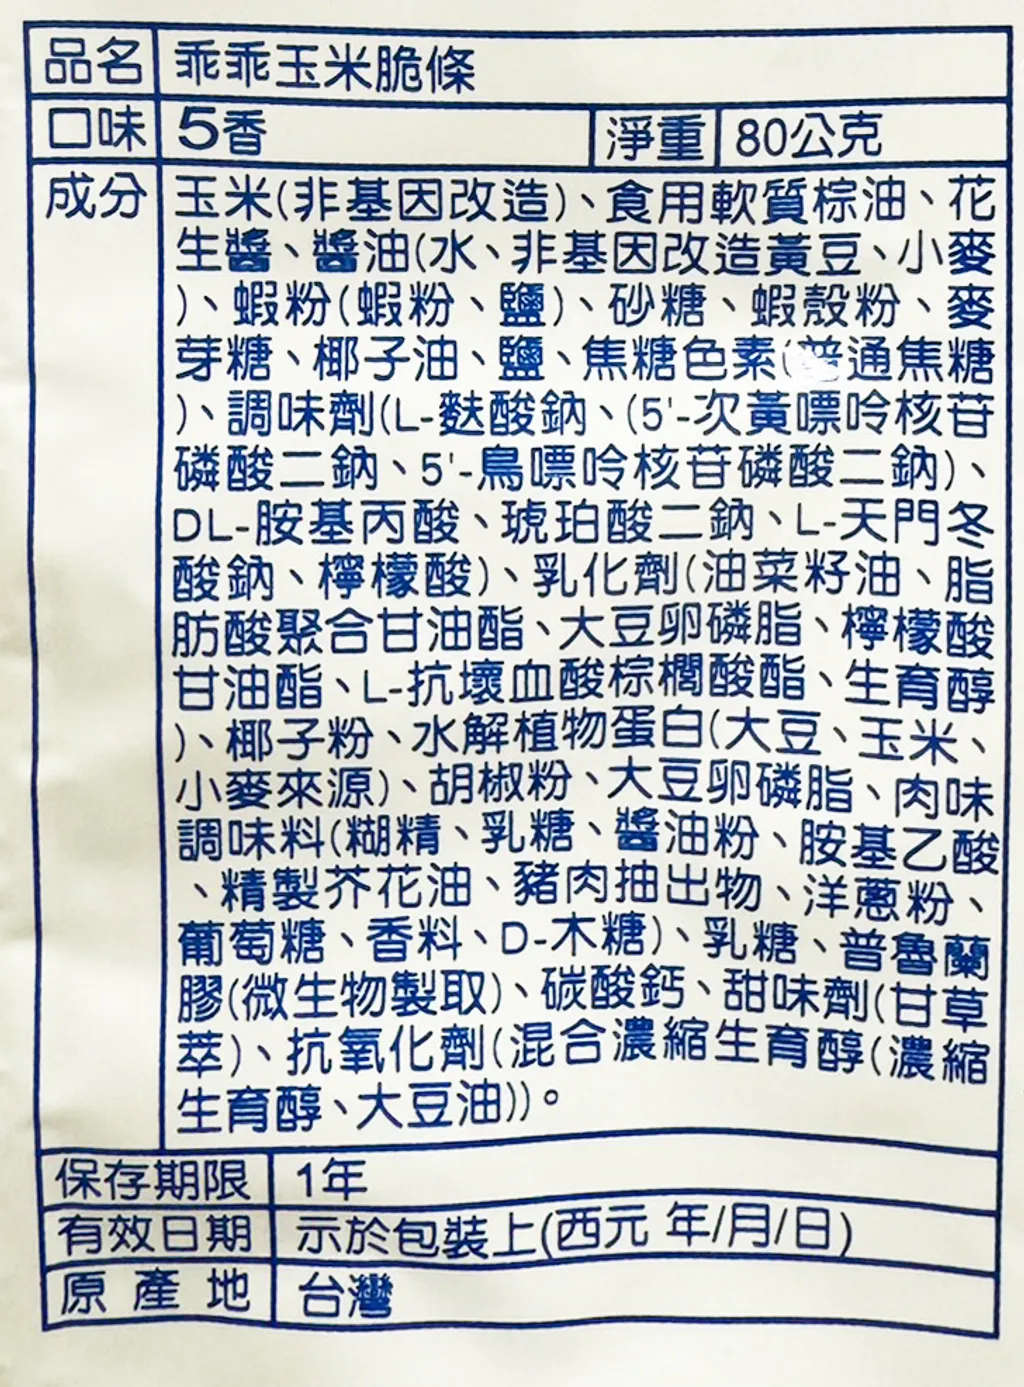 品名 乖乖玉米脆條
口味 5香 淨重 80公克
成分 玉米(非基因改造)、食用軟質棕油、花
生醬、醬油(水、非基因改造黃豆、小麥
)、蝦粉(蝦粉、鹽)、砂糖、蝦殼粉、麥
芽糖、椰子油、鹽、焦糖色素(普通焦糖
)、調味劑(L-麩酸鈉、(5'-次黃嘌呤核苷
磷酸二鈉、5'-鳥嘌呤核苷磷酸二鈉)、
DL-胺基丙酸、琥珀酸二鈉、L-天門冬
酸鈉、檸檬酸)、乳化劑(油菜籽油、脂
肪酸聚合甘油酯、大豆卵磷脂、檸檬酸
甘油酯、L-抗壞血酸棕櫚酸酯、生育醇
)、椰子粉、水解植物蛋白(大豆、玉米、
小麥來源)、胡椒粉、大豆卵磷脂、肉味
調味料(糊精、乳糖、醬油粉、胺基乙酸
、精製芥花油、豬肉抽出物、洋蔥粉、
葡萄糖、香料、D-木糖)、乳糖、普魯蘭
膠(微生物製取)、碳酸鈣、甜味劑(甘草
萃)、抗氧化劑(混合濃縮生育醇(濃縮
生育醇、大豆油))。
保存期限 1年
有效日期 示於包裝上(西元 年/月/日)
原產地 台灣